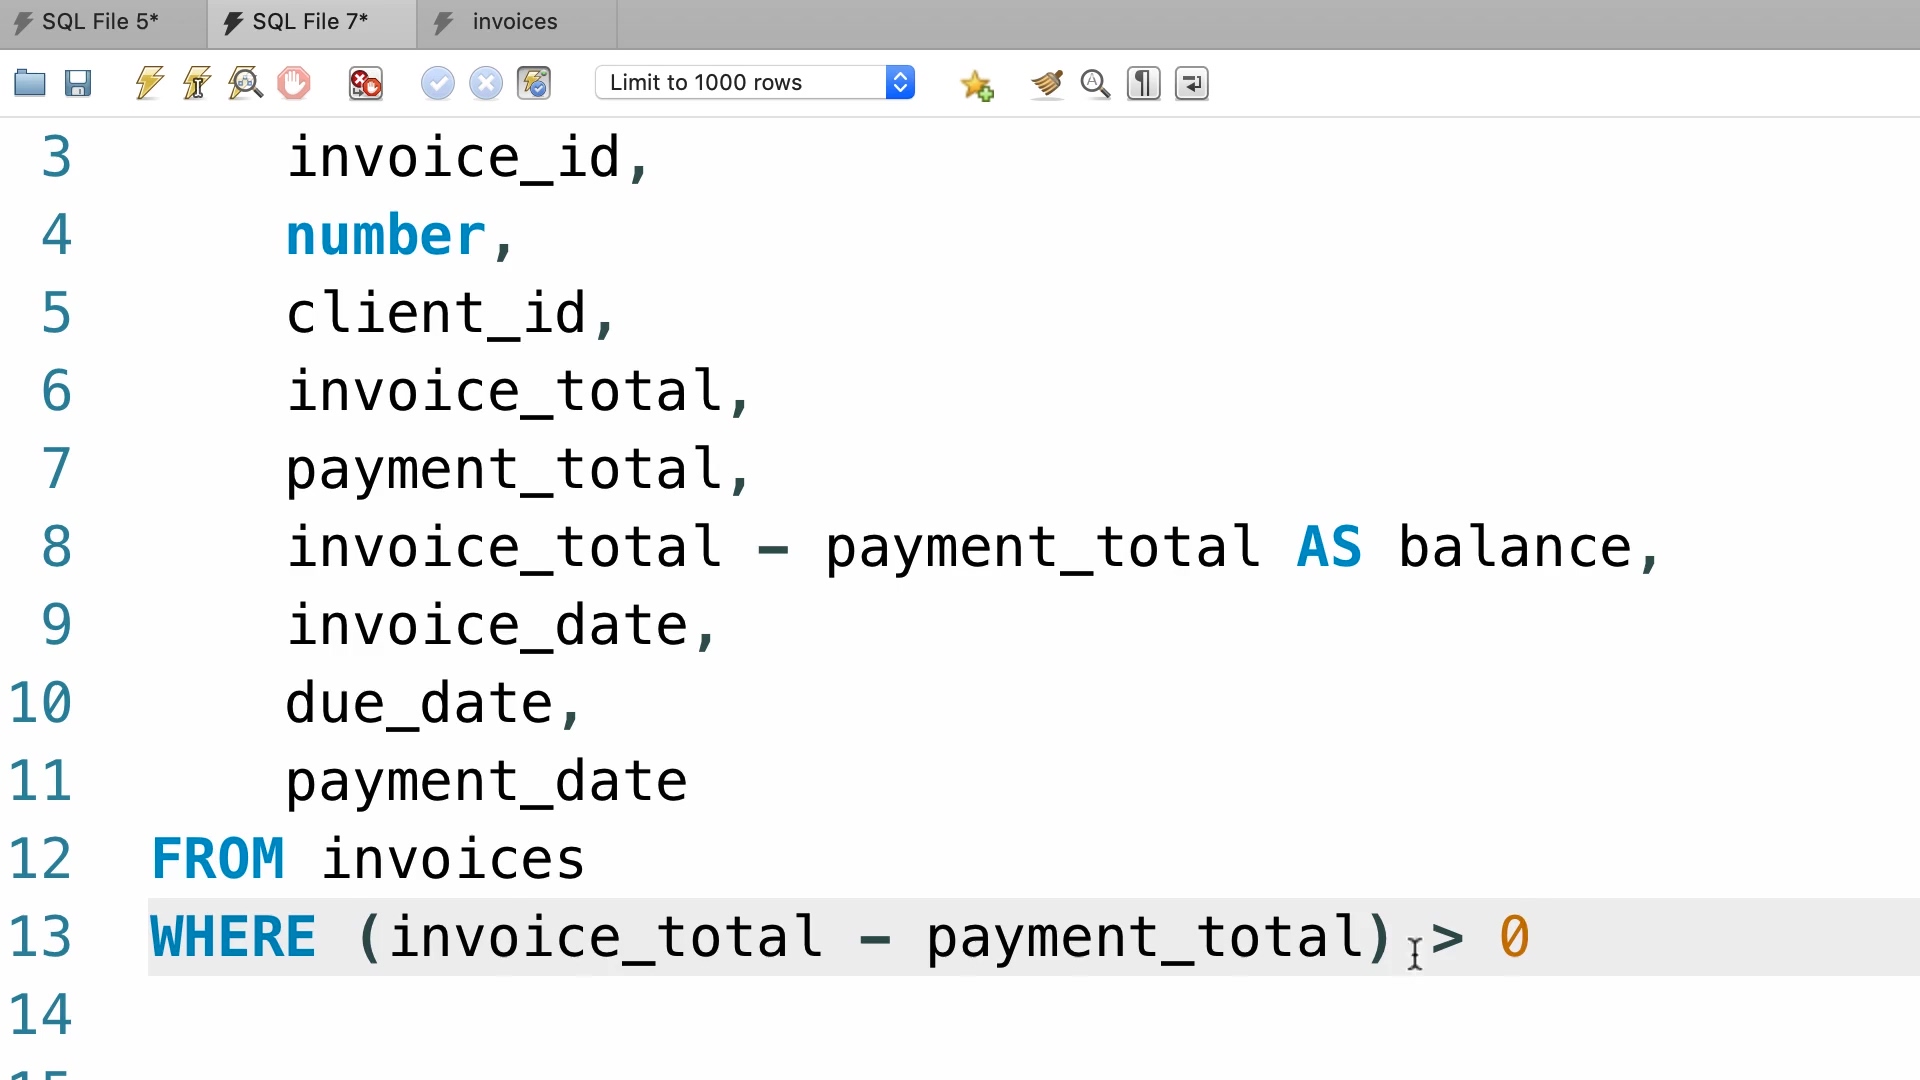 SQL File 5*
SQL File 7*
invoices
Limit to 1000 rows
3 invoice_id,
4 number,
5 client_id,
6 invoice_total,
7 payment_total,
8 invoice_total - payment_total AS balance,
9 invoice_date,
10 due_date,
11 payment_date
12 FROM invoices
13 WHERE (invoice_total - payment_total) > 0
14